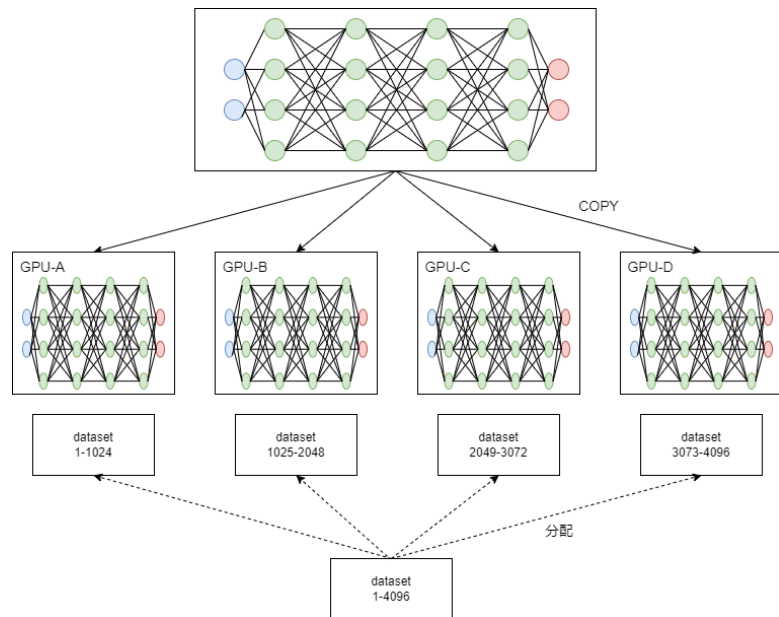 COPY
GPU-A
GPU-B
GPU-C
GPU-D
dataset
1-1024
dataset
1025-2048
dataset
2049-3072
dataset
3073-4096
分配
dataset
1-4096